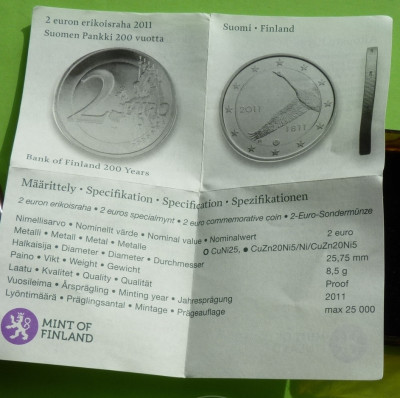 2 euron erikoisraha 2011
Suomen Pankki 200 vuotta
Suomi • Finland
2
2011
1811
Bank of Finland 200 Years
Määrittely • Specifikation • Specification • Spezifikationen
2 euron erikoisraha • 2 euros specialmynt • 2 euro commemorative coin • 2-Euro-Sondermünze
Nimellisarvo • Nominellt värde • Nominal value • Nominalwert 2 euro
Metalli • Metall • Metal • Metalle CuNi25, CuZn20Ni5/Ni/CuZn20Ni5
Halkaisija • Diameter • Diameter • Durchmesser 25,75 mm
Paino • Vikt • Weight • Gewicht 8,5 g
Laatu • Kvalitet • Quality • Qualität Proof
Vuosileima • Årsprägling • Minting year • Jahresprägung 2011
Lyöntimäärä • Präglingsantal • Mintage • Prägeauflage max 25 000
MINT OF
FINLAND